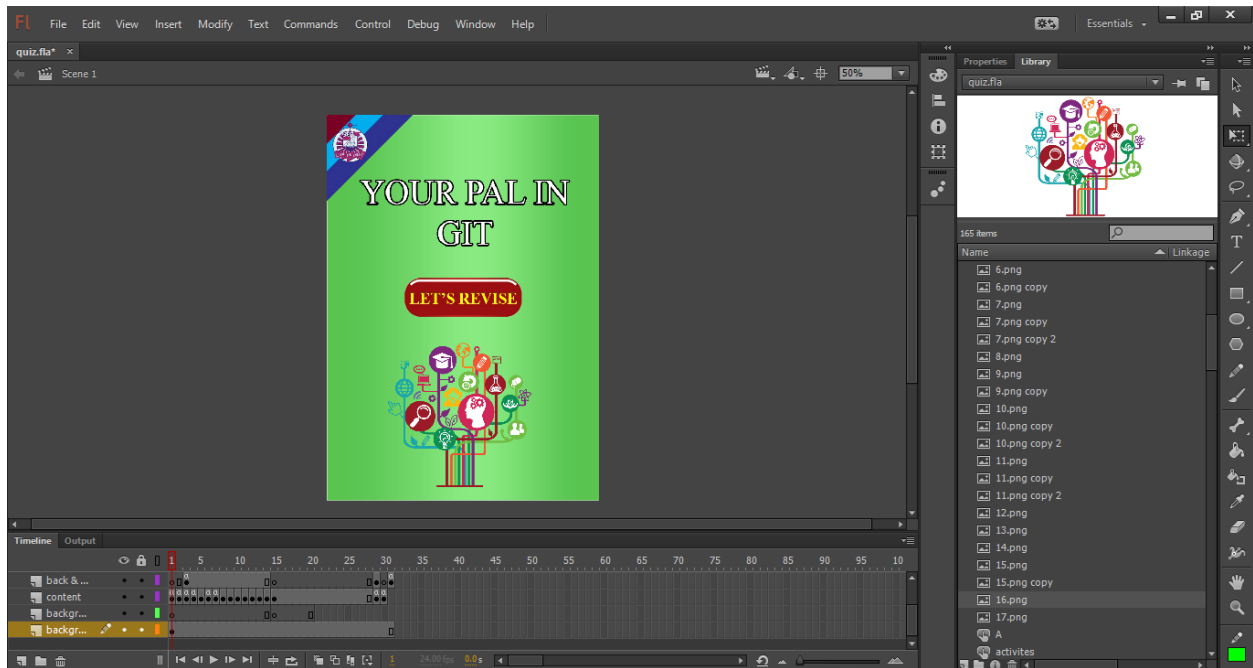 Fl File Edit View Insert Modify Text Commands Control Debug Window Help Essentials
quiz.fla* ×
Scene 1
50%
YOUR PAL IN
GIT
LET'S REVISE
Properties Library
quiz.fla
165 items
Name Linkage
6.png
6.png copy
7.png
7.png copy
7.png copy 2
8.png
9.png
9.png copy
10.png
10.png copy
10.png copy 2
11.png
11.png copy
11.png copy 2
12.png
13.png
14.png
15.png
15.png copy
16.png
17.png
A
activites
Timeline Output
1 5 10 15 20 25 30 35 40 45 50 55 60 65 70 75 80 85 90 95 10
back & ...
content
backgr...
backgr...
1 24.00 fps 0.0 s